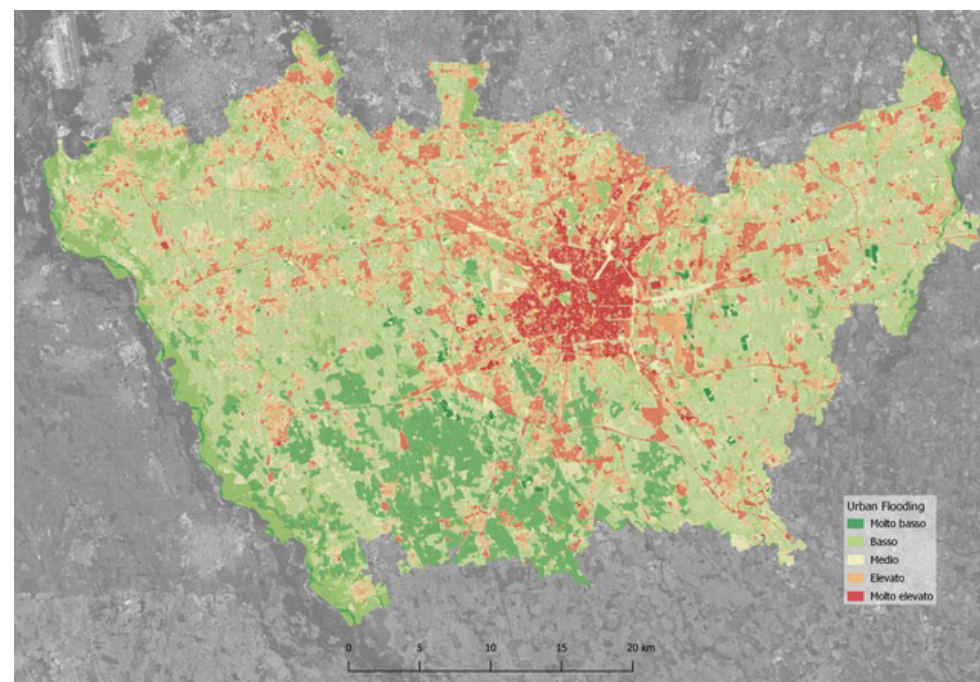 Urban Flooding
Molto basso
Basso
Medio
Elevato
Molto elevato
0 5 10 15 20 km